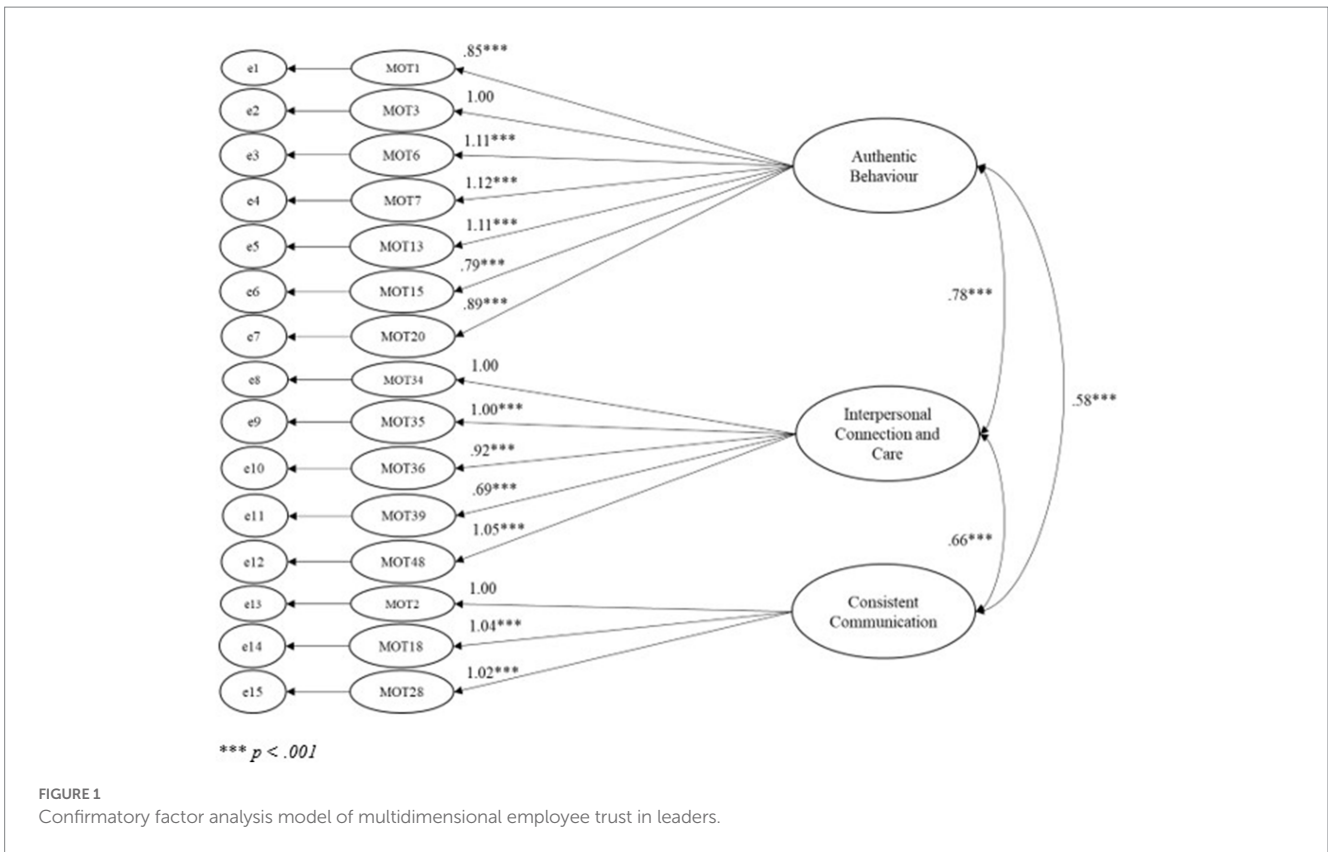 e1 MOT1 .85***
e2 MOT3 1.00
e3 MOT6 1.11***
e4 MOT7 1.12***
e5 MOT13 1.11***
e6 MOT15 .79***
e7 MOT20 .89***
Authentic
Behaviour
.78***
.58***
e8 MOT34 1.00
e9 MOT35 1.00***
e10 MOT36 .92***
e11 MOT39 .69***
e12 MOT48 1.05***
Interpersonal
Connection and
Care
.66***
e13 MOT2 1.00
e14 MOT18 1.04***
e15 MOT28 1.02***
Consistent
Communication
*** p < .001
FIGURE 1
Confirmatory factor analysis model of multidimensional employee trust in leaders.